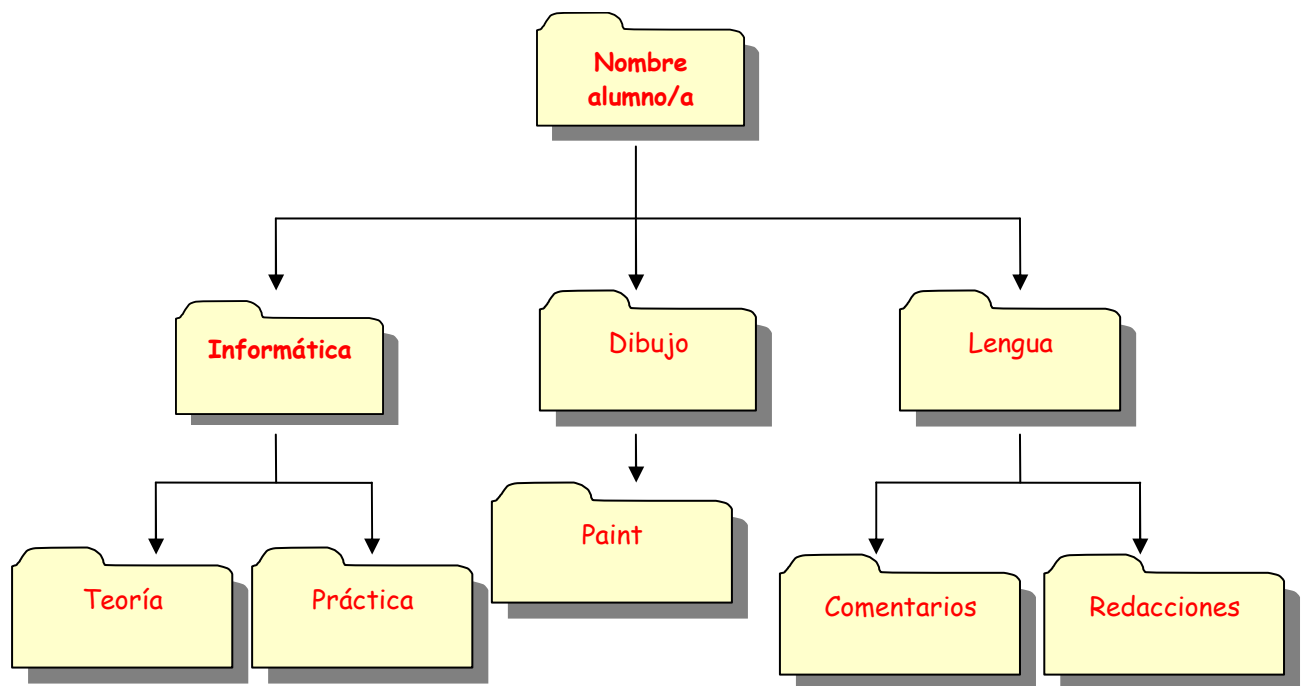 Nombre
alumno/a
Informática
Dibujo
Lengua
Teoría
Práctica
Paint
Comentarios
Redacciones